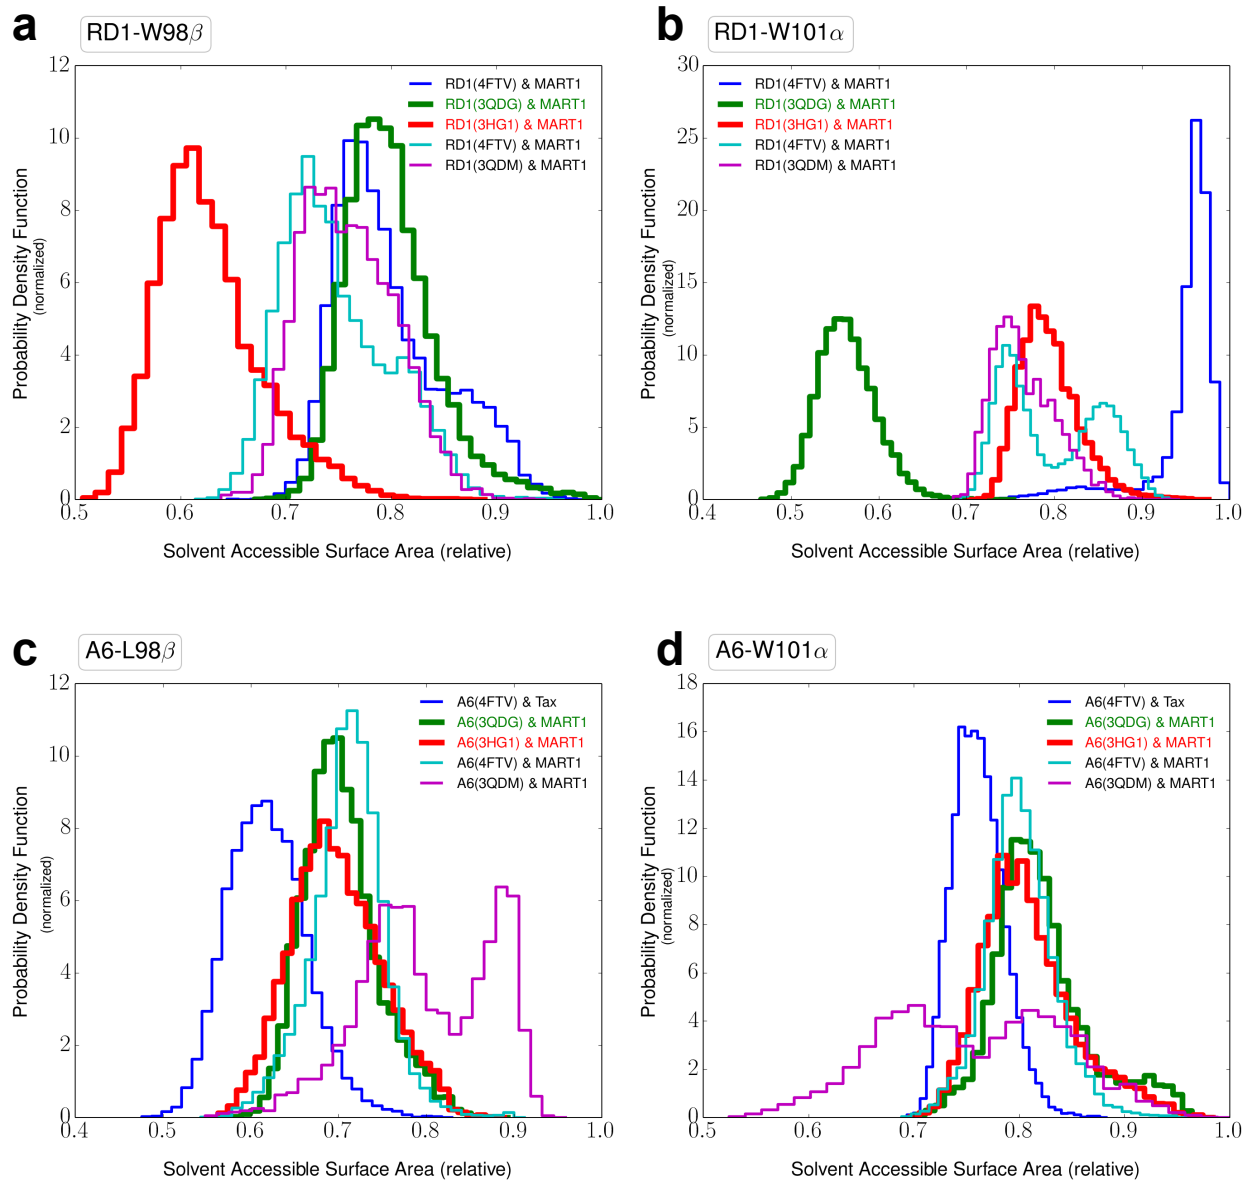 a
RD1-W98β
12
10
8
6
4
2
0
0.5 0.6 0.7 0.8 0.9 1.0
Probability Density Function
(normalized)
Solvent Accessible Surface Area (relative)
RD1(4FTV) & MART1
RD1(3QDG) & MART1
RD1(3HG1) & MART1
RD1(4FTV) & MART1
RD1(3QDM) & MART1
b
RD1-W101α
30
25
20
15
10
5
0
0.4 0.5 0.6 0.7 0.8 0.9 1.0
Probability Density Function
(normalized)
Solvent Accessible Surface Area (relative)
RD1(4FTV) & MART1
RD1(3QDG) & MART1
RD1(3HG1) & MART1
RD1(4FTV) & MART1
RD1(3QDM) & MART1
c
A6-L98β
12
10
8
6
4
2
0
0.4 0.5 0.6 0.7 0.8 0.9 1.0
Probability Density Function
(normalized)
Solvent Accessible Surface Area (relative)
A6(4FTV) & Tax
A6(3QDG) & MART1
A6(3HG1) & MART1
A6(4FTV) & MART1
A6(3QDM) & MART1
d
A6-W101α
18
16
14
12
10
8
6
4
2
0
0.5 0.6 0.7 0.8 0.9 1.0
Probability Density Function
(normalized)
Solvent Accessible Surface Area (relative)
A6(4FTV) & Tax
A6(3QDG) & MART1
A6(3HG1) & MART1
A6(4FTV) & MART1
A6(3QDM) & MART1